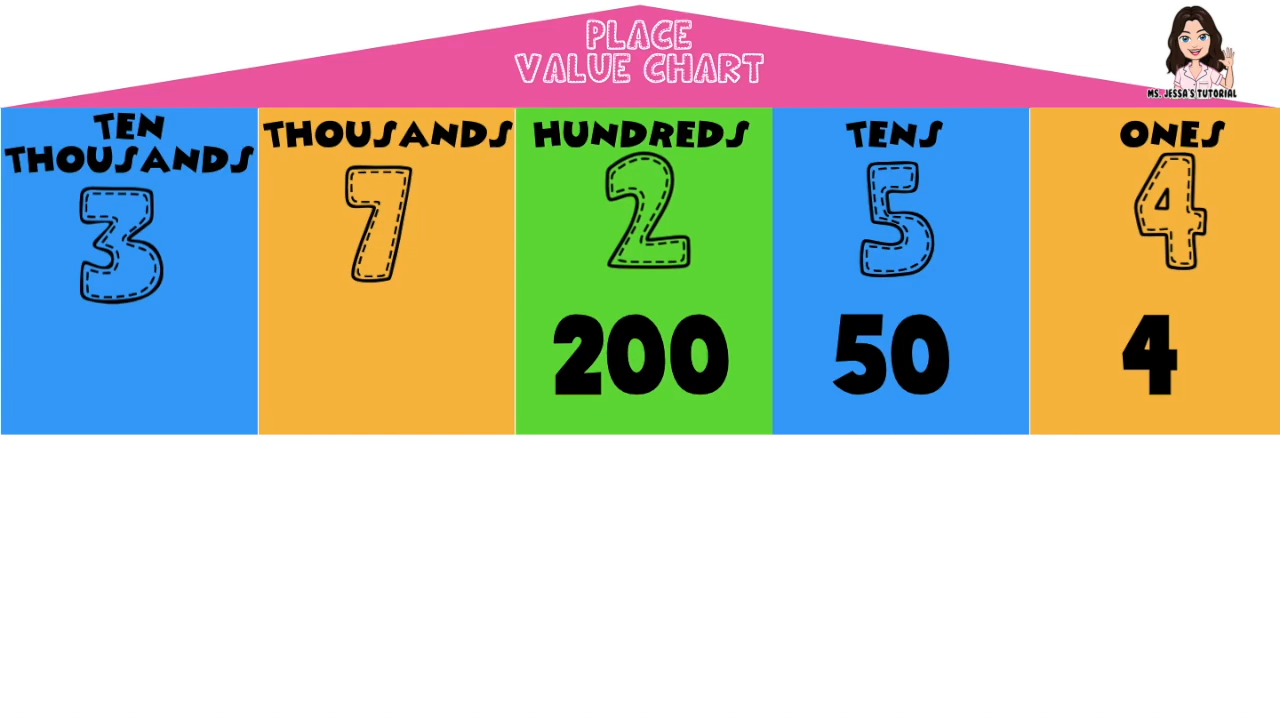 PLACE
VALUE CHART
MS. JESSA'S TUTORIAL
TEN
THOUSANDS
THOUSANDS
HUNDREDS
TENS
ONES
3
7
2
5
4
200
50
4